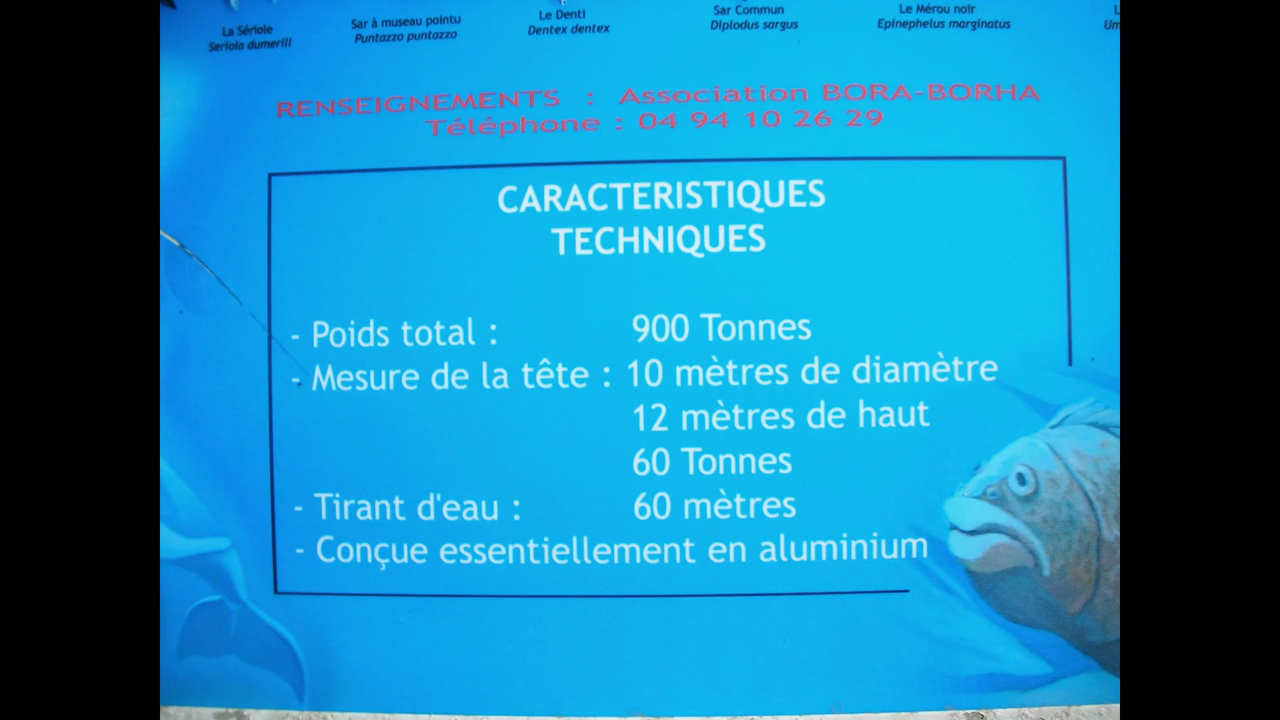 La Sériole
Seriola dumerili
Sar à museau pointu
Puntazzo puntazzo
Le Denti
Dentex dentex
Sar Commun
Diplodus sargus
Le Mérou noir
Epinephelus marginatus
RENSEIGNEMENTS : Association BORA-BORHA
Téléphone : 04 94 10 26 29
CARACTERISTIQUES
TECHNIQUES
- Poids total : 900 Tonnes
- Mesure de la tête : 10 mètres de diamètre
12 mètres de haut
60 Tonnes
- Tirant d'eau : 60 mètres
- Conçue essentiellement en aluminium